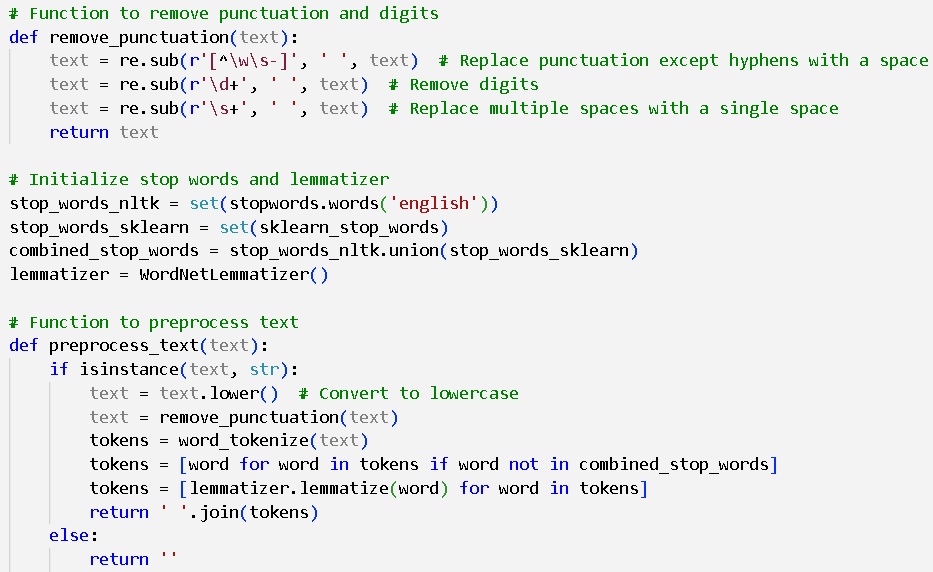 # Function to remove punctuation and digits
def remove_punctuation(text):
    text = re.sub(r'[^\w\s-]', ' ', text)  # Replace punctuation except hyphens with a space
    text = re.sub(r'\d+', ' ', text)  # Remove digits
    text = re.sub(r'\s+', ' ', text)  # Replace multiple spaces with a single space
    return text

# Initialize stop words and lemmatizer
stop_words_nltk = set(stopwords.words('english'))
stop_words_sklearn = set(sklearn_stop_words)
combined_stop_words = stop_words_nltk.union(stop_words_sklearn)
lemmatizer = WordNetLemmatizer()

# Function to preprocess text
def preprocess_text(text):
    if isinstance(text, str):
        text = text.lower()  # Convert to lowercase
        text = remove_punctuation(text)
        tokens = word_tokenize(text)
        tokens = [word for word in tokens if word not in combined_stop_words]
        tokens = [lemmatizer.lemmatize(word) for word in tokens]
        return ' '.join(tokens)
    else:
        return ''